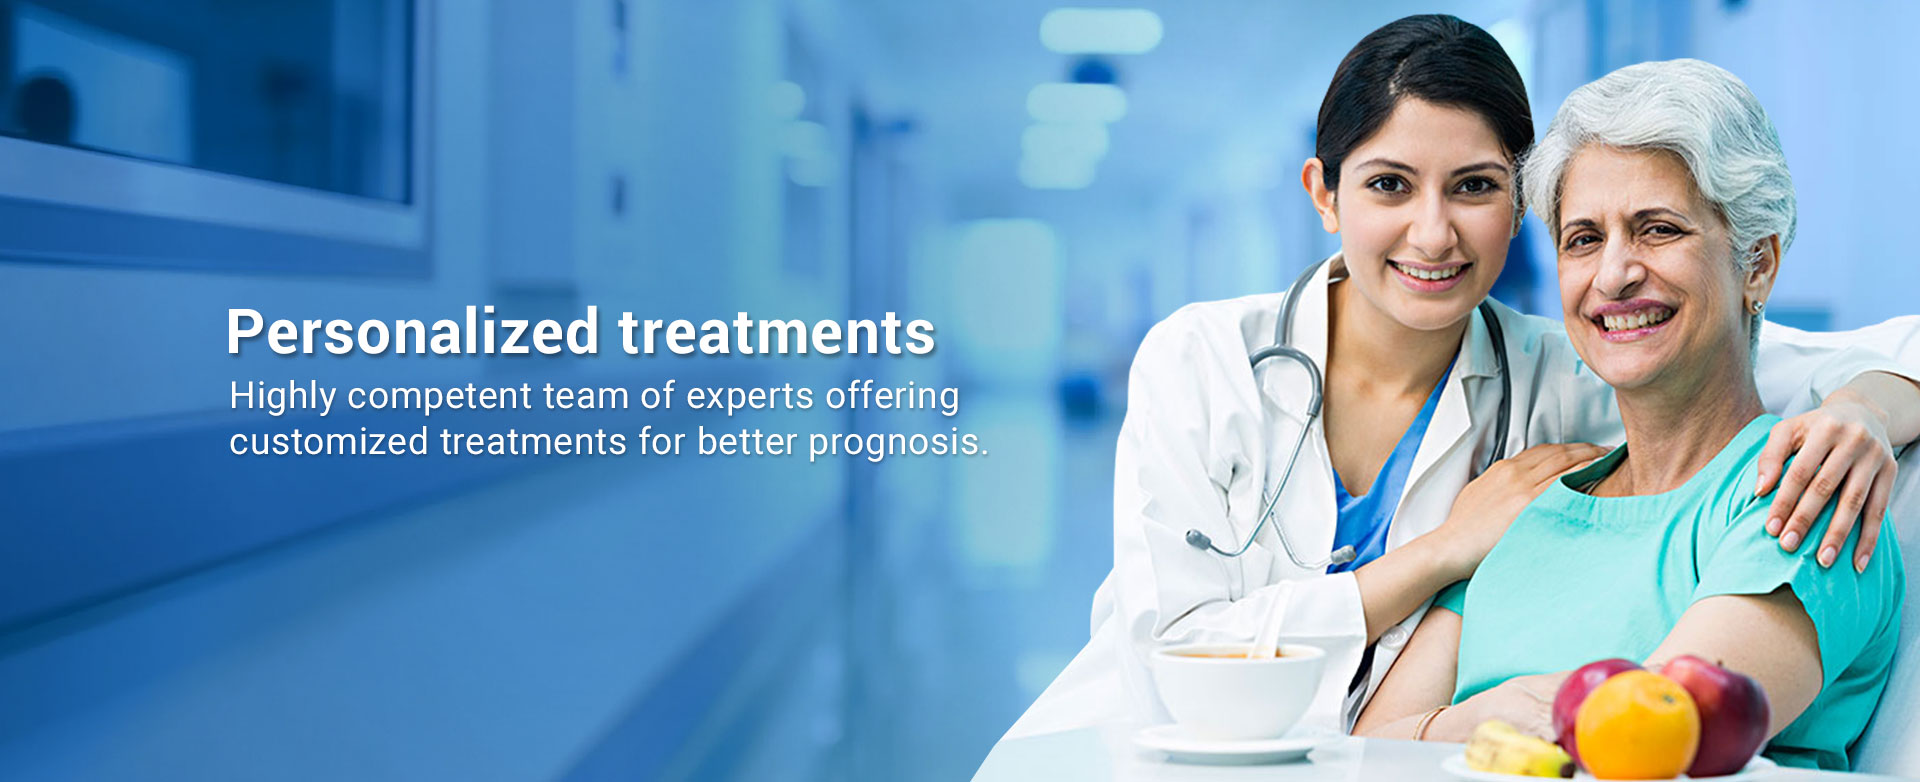 Personalized treatments
Highly competent team of experts offering
customized treatments for better prognosis.